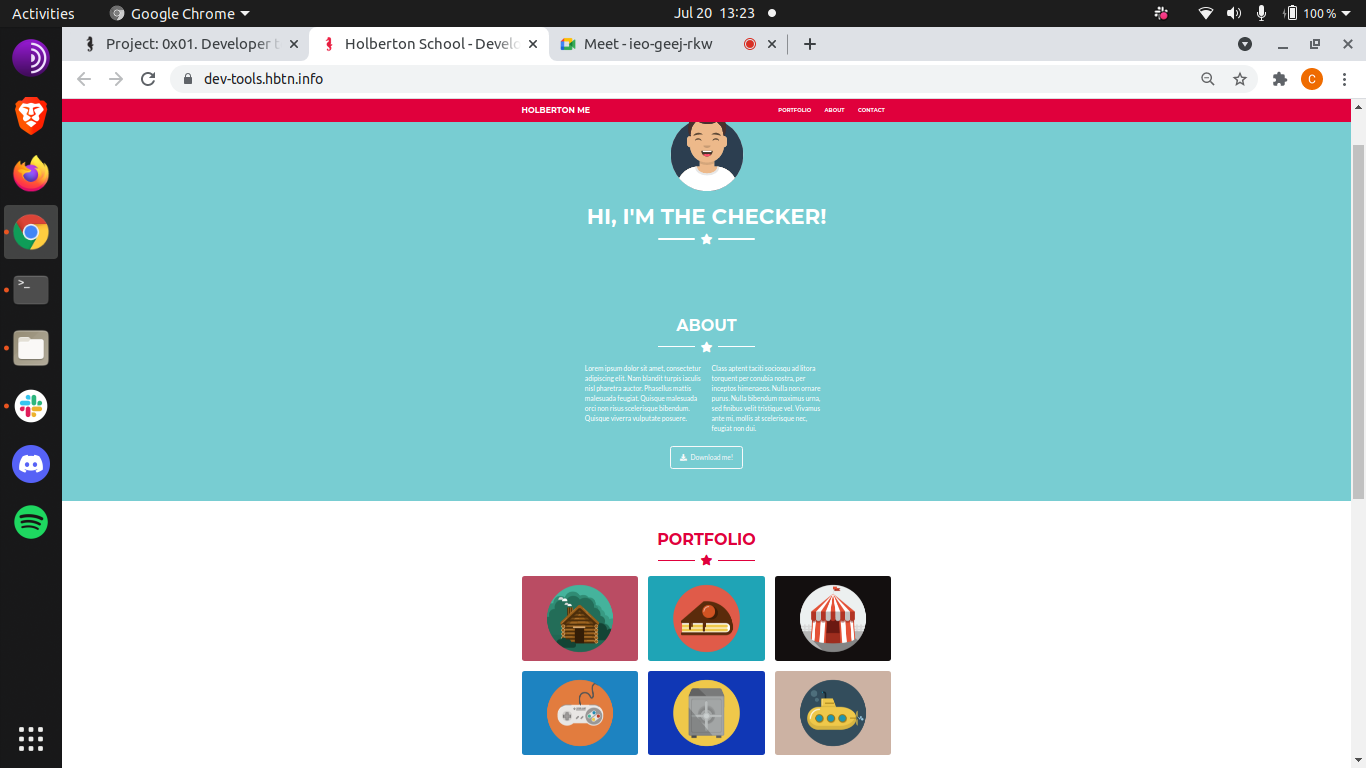 Activities
Google Chrome
Jul 20 13:23
100 %
Project: 0x01. Developer t
Holberton School - Develo
Meet - ieo-geej-rkw
dev-tools.hbtn.info
C
HOLBERTON ME
PORTFOLIO
ABOUT
CONTACT
HI, I'M THE CHECKER!
ABOUT
Lorem ipsum dolor sit amet, consectetur
adipiscing elit. Nam blandit turpis iaculis
nisl pharetra auctor. Phasellus mattis
malesuada feugiat. Quisque malesuada
orci non risus scelerisque bibendum.
Quisque viverra vulputate posuere.
Class aptent taciti sociosqu ad litora
torquent per conubia nostra, per
inceptos himenaeos. Nulla non ornare
purus. Nulla bibendum maximus urna,
sed finibus velit tristique vel. Vivamus
ante mi, mollis at scelerisque nec,
feugiat non dui.
Download me!
PORTFOLIO